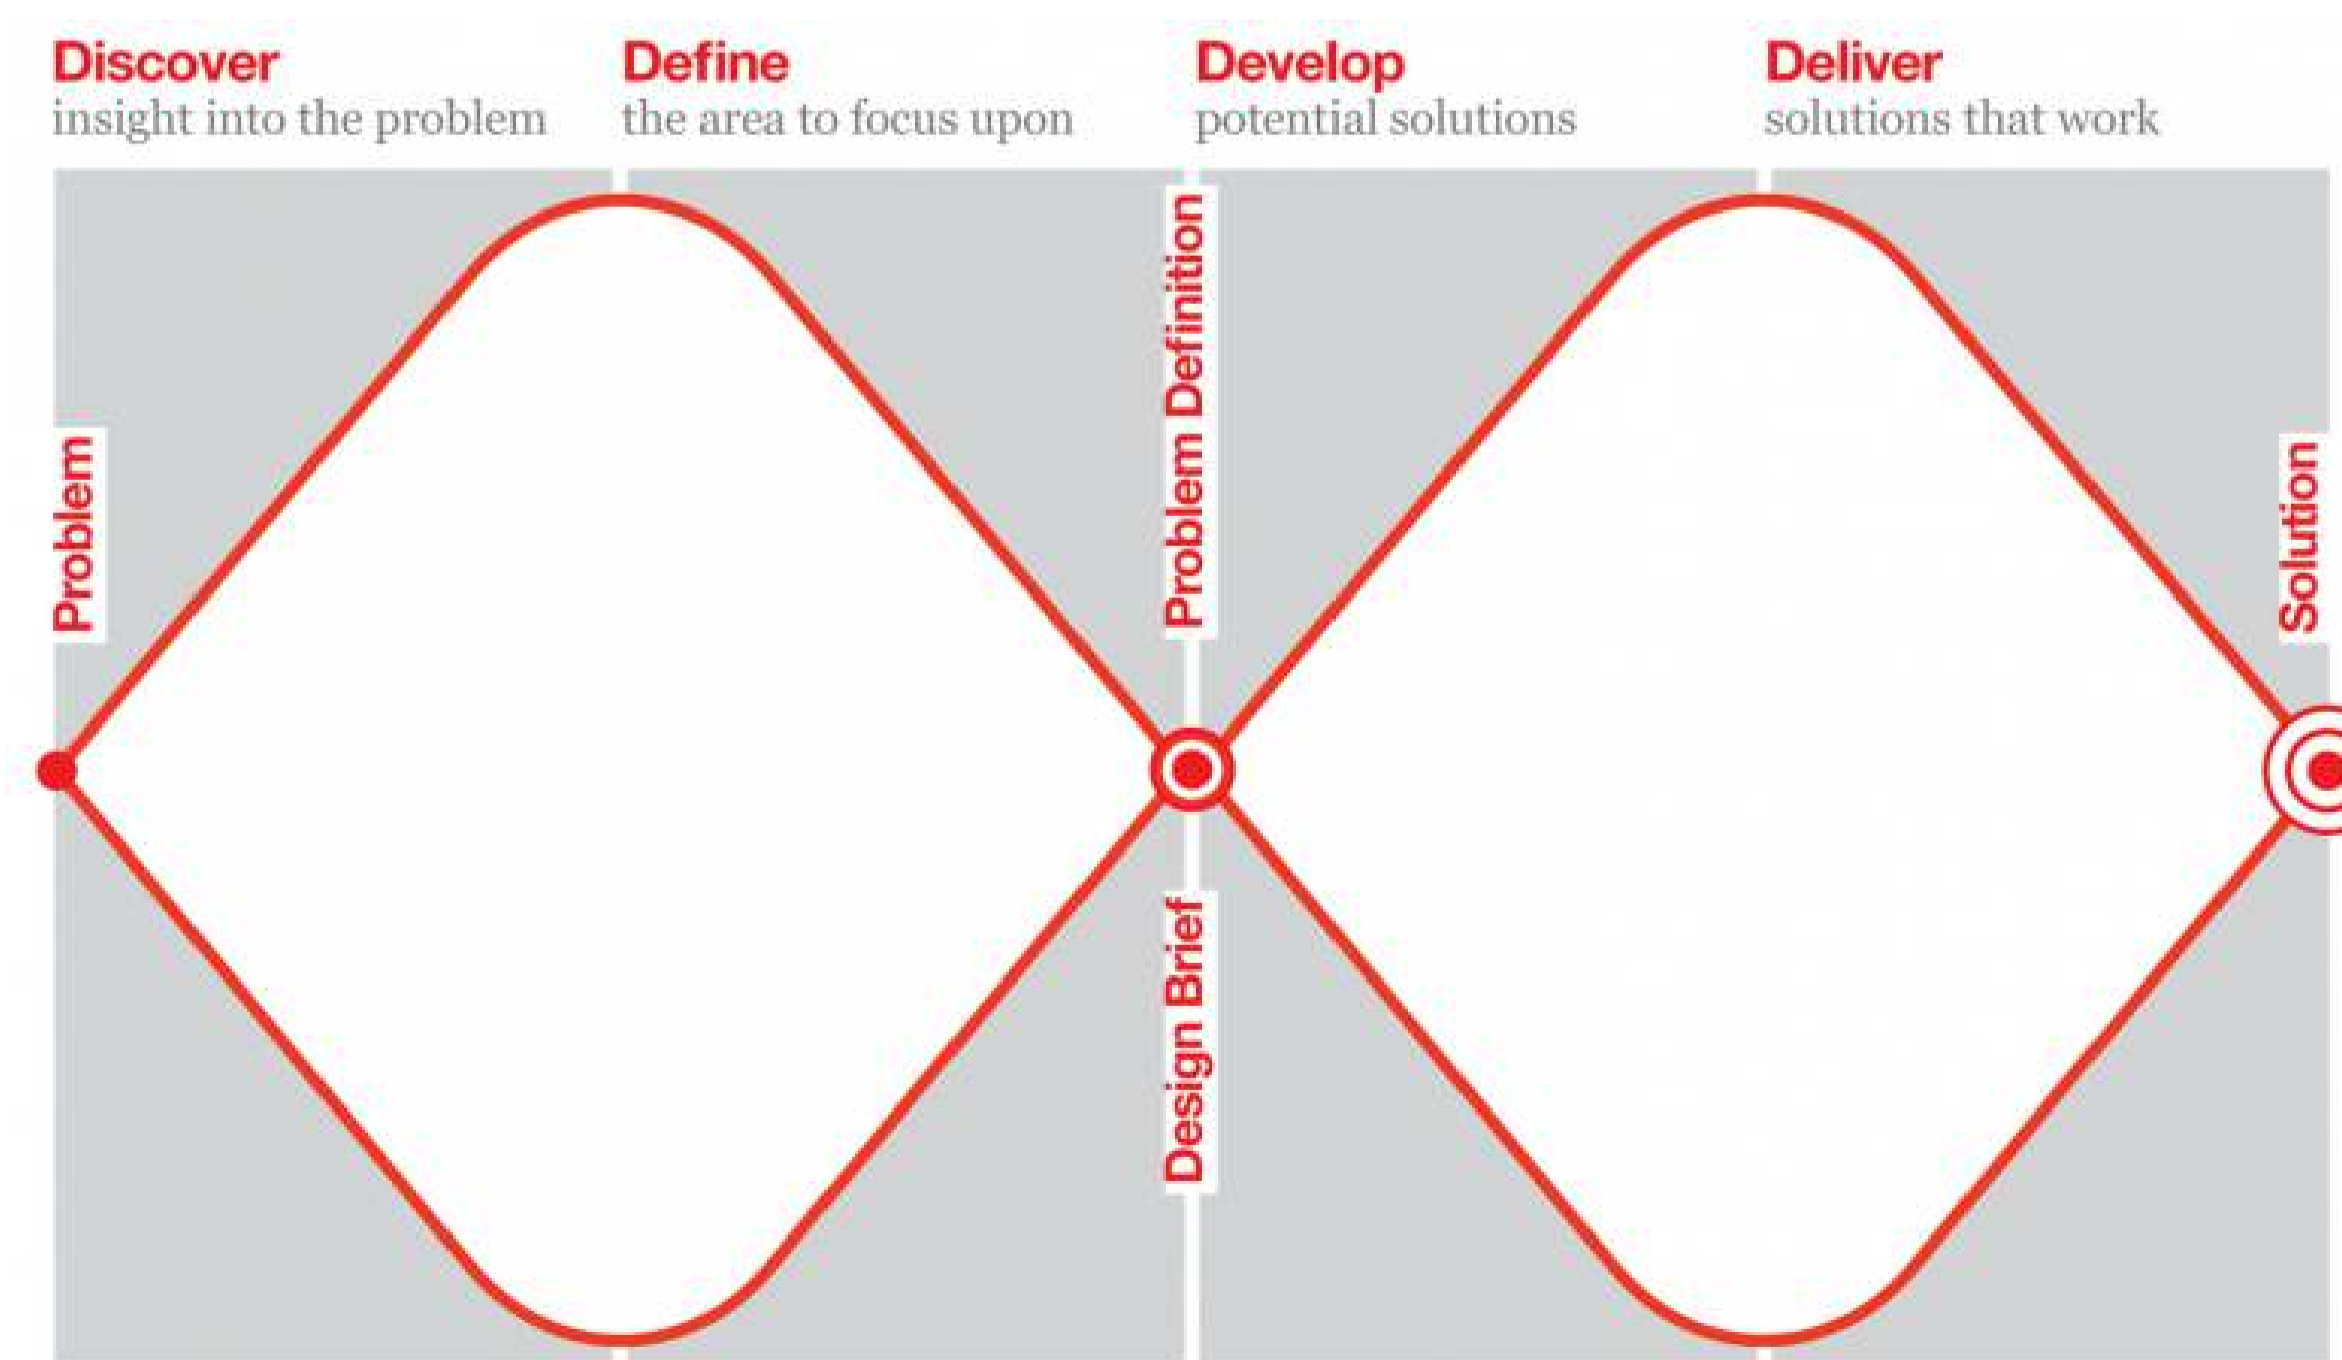 Discover
insight into the problem
Define
the area to focus upon
Develop
potential solutions
Deliver
solutions that work
Problem
Problem Definition
Design Brief
Solution